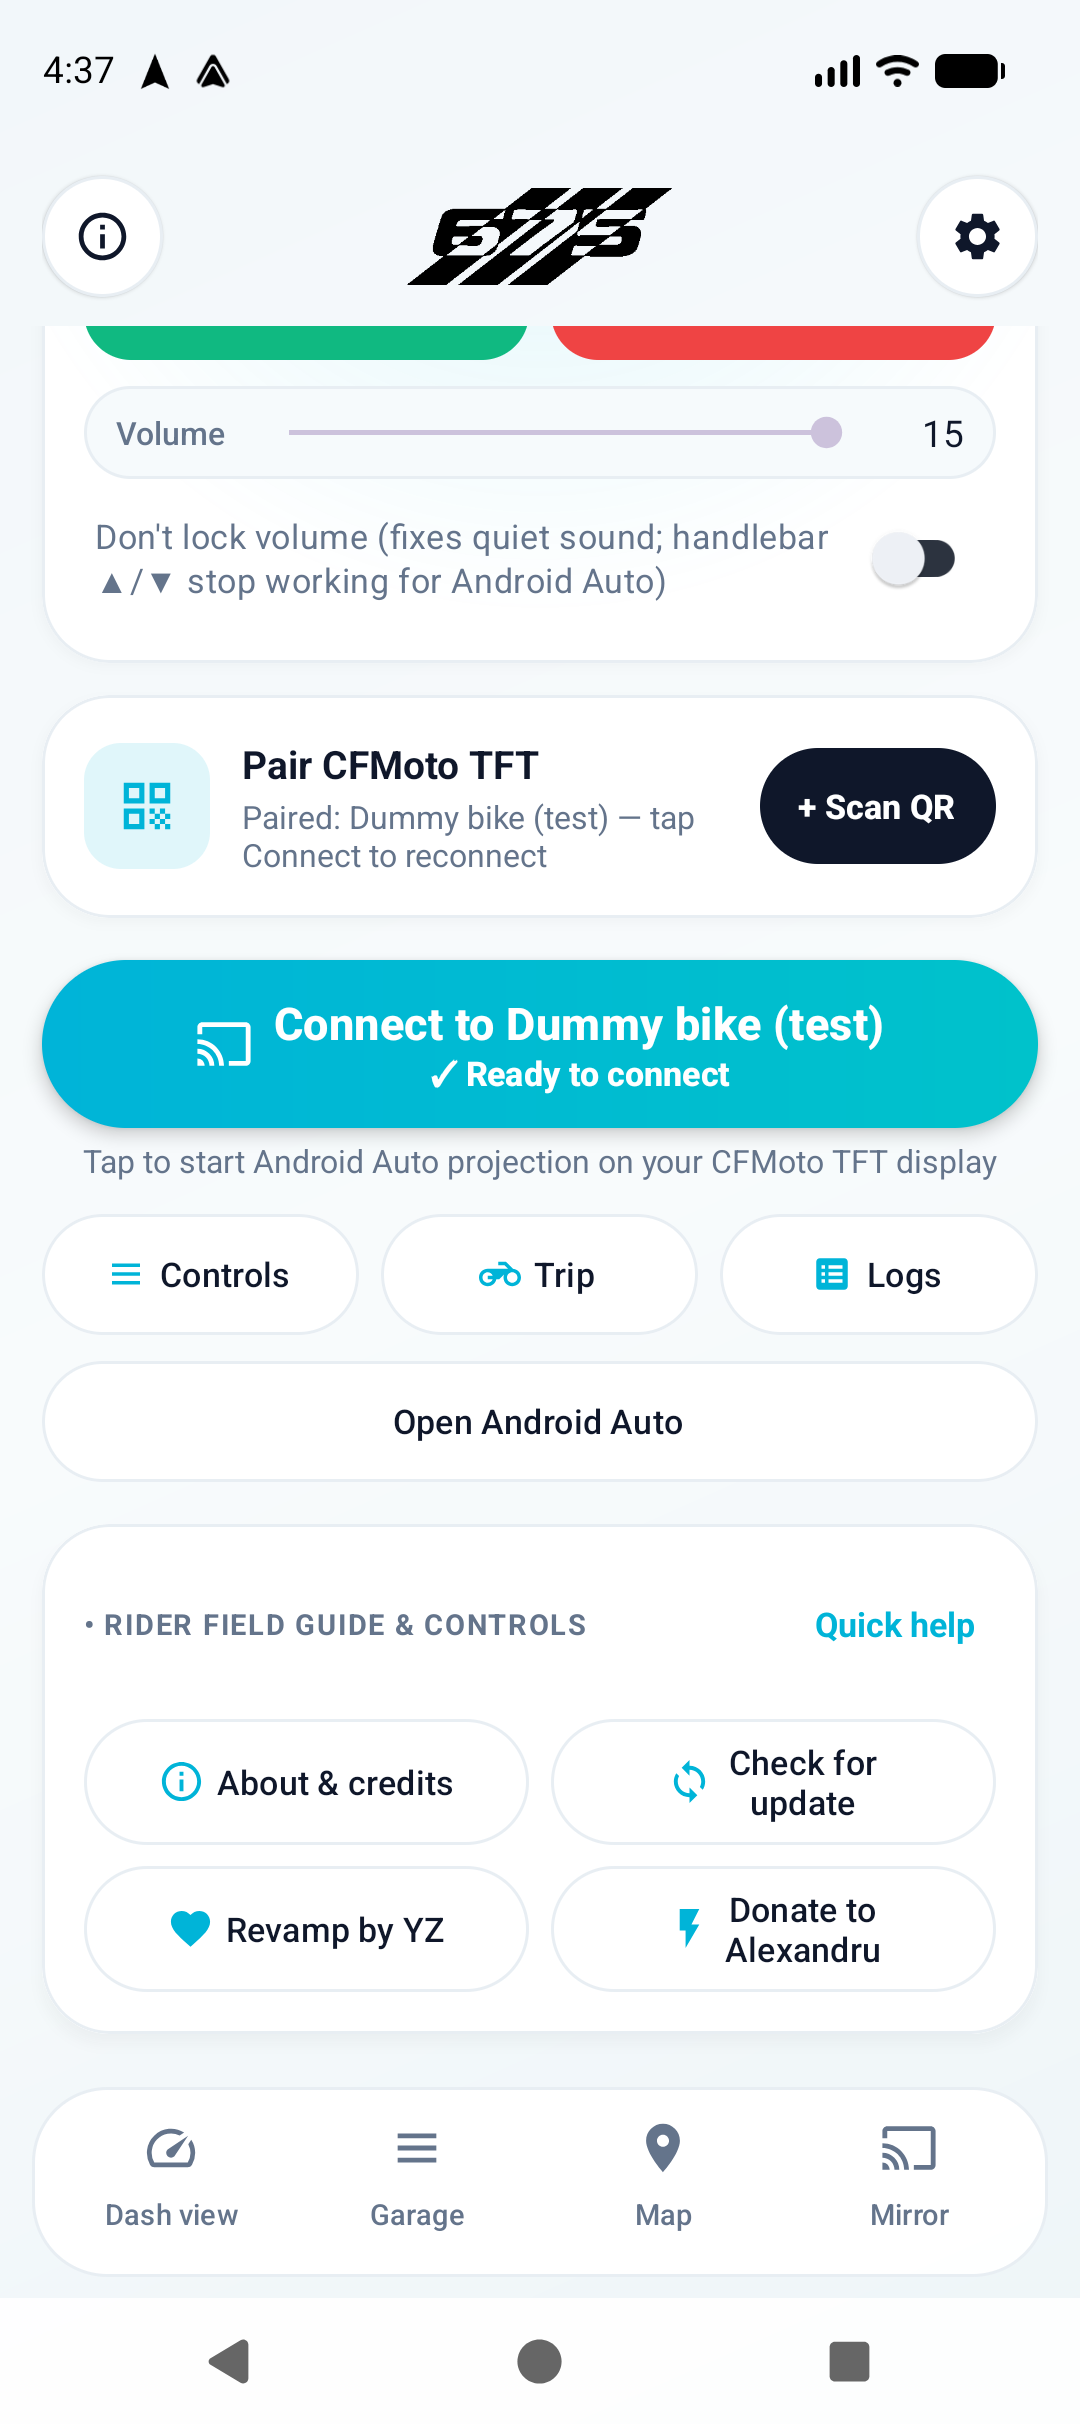 4:37
675
Volume
15
Don't lock volume (fixes quiet sound; handlebar
▲/▼ stop working for Android Auto)
Pair CFMoto TFT
Paired: Dummy bike (test) — tap
Connect to reconnect
+ Scan QR
Connect to Dummy bike (test)
✓ Ready to connect
Tap to start Android Auto projection on your CFMoto TFT display
Controls
Trip
Logs
Open Android Auto
• RIDER FIELD GUIDE & CONTROLS
Quick help
About & credits
Check for
update
Revamp by YZ
Donate to
Alexandru
Dash view
Garage
Map
Mirror